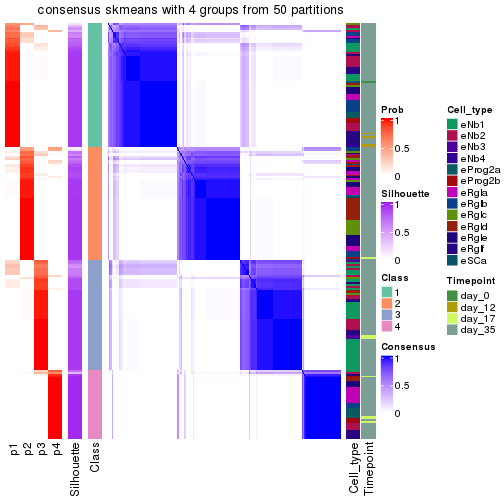 consensus skmeans with 4 groups from 50 partitions
p1
p2
p3
p4
Silhouette
Class
Cell_type
Timepoint
Prob
1
0.5
0
Silhouette
1
0.5
0
Class
1
2
3
4
Consensus
1
0.5
0
Cell_type
eNb1
eNb2
eNb3
eNb4
eProg2a
eProg2b
eRgla
eRglb
eRglc
eRgld
eRgle
eRglf
eSCa
Timepoint
day_0
day_12
day_17
day_35